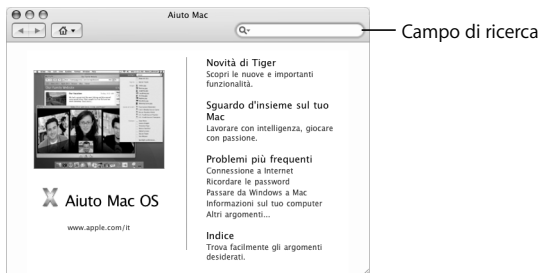 Aiuto Mac
Campo di ricerca
Novità di Tiger
Scopri le nuove e importanti
funzionalità.
Sguardo d'insieme sul tuo
Mac
Lavorare con intelligenza, giocare
con passione.
Problemi più frequenti
Connessione a Internet
Ricordare le password
Passare da Windows a Mac
Informazioni sul tuo computer
Altri argomenti...
Indice
Trova facilmente gli argomenti
desiderati.
Aiuto Mac OS
www.apple.com/it